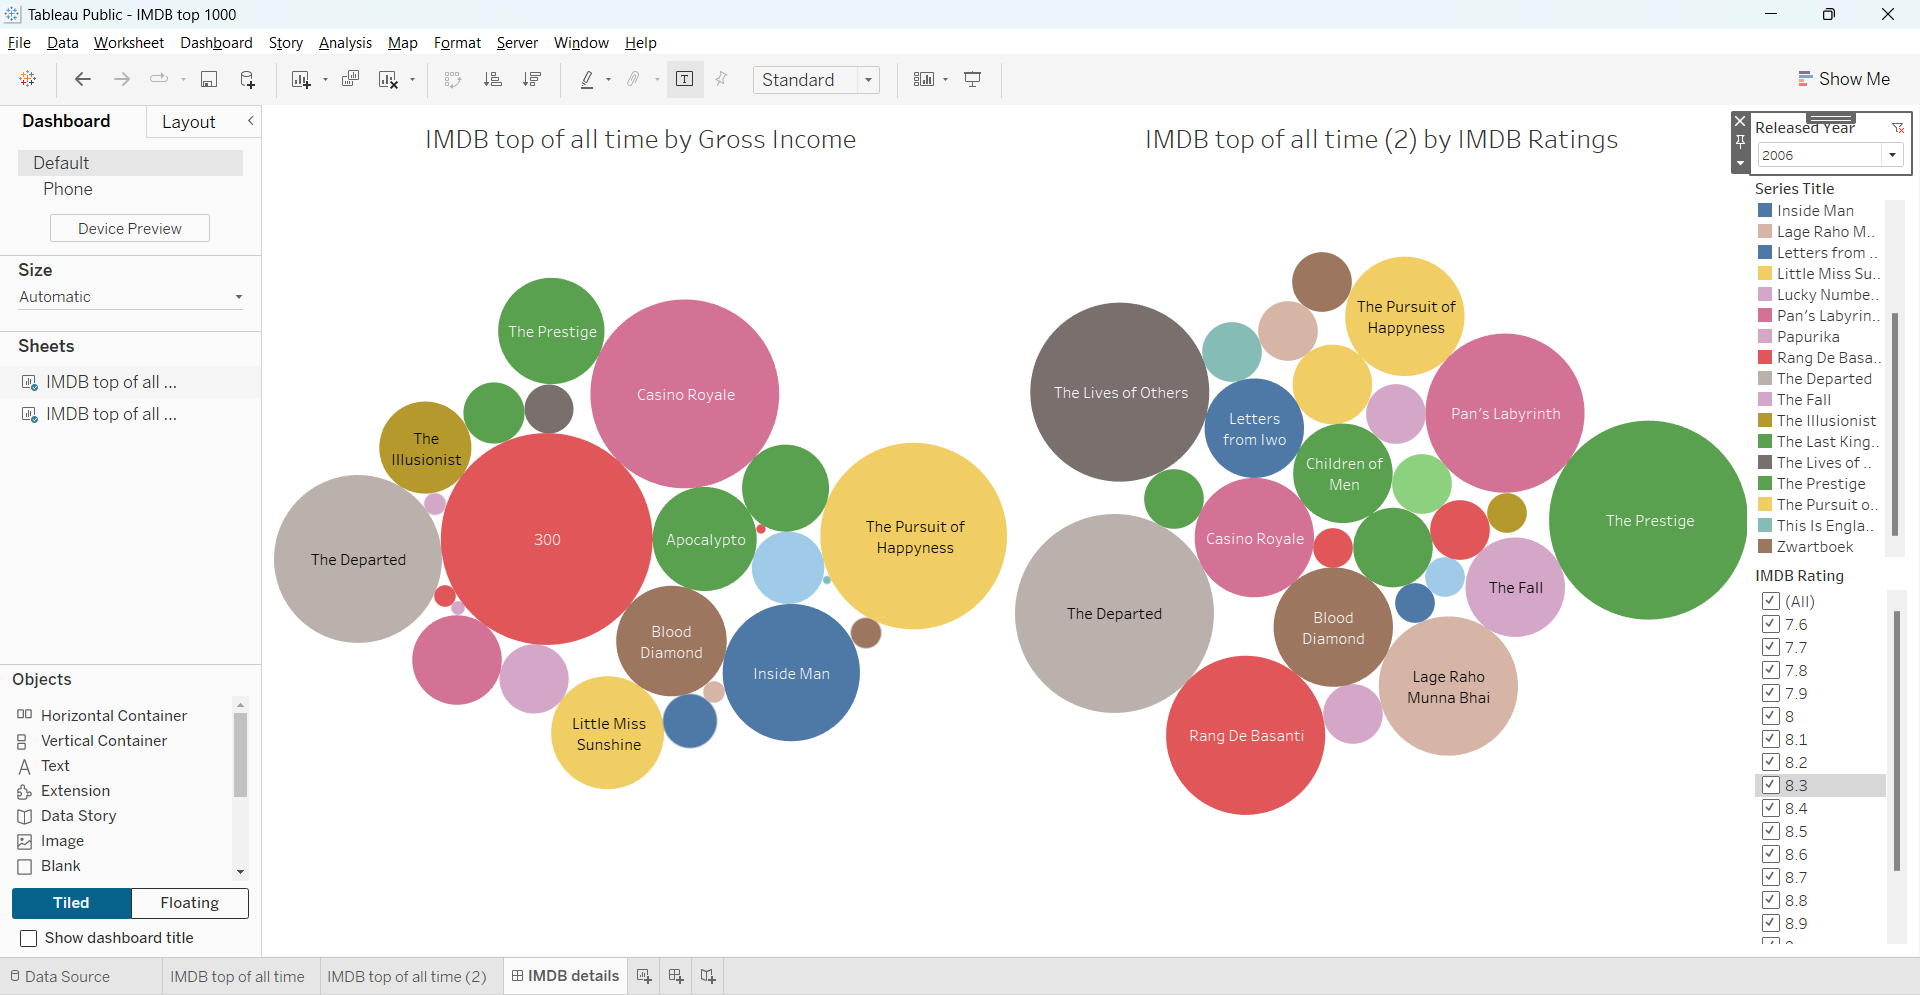 Tableau Public - IMDB top 1000
File Data Worksheet Dashboard Story Analysis Map Format Server Window Help
Standard
Show Me
Dashboard
Layout
Default
Phone
Device Preview
Size
Automatic
Sheets
IMDB top of all ...
IMDB top of all ...
Objects
Horizontal Container
Vertical Container
Text
Extension
Data Story
Image
Blank
Tiled
Floating
Show dashboard title
IMDB top of all time by Gross Income
The Prestige
Casino Royale
The
Illusionist
The Departed
300
Apocalypto
The Pursuit of
Happyness
Blood
Diamond
Inside Man
Little Miss
Sunshine
IMDB top of all time (2) by IMDB Ratings
The Pursuit of
Happyness
The Lives of Others
Letters
from Iwo
Pan's Labyrinth
Children of
Men
The Prestige
Casino Royale
The Departed
The Fall
Blood
Diamond
Lage Raho
Munna Bhai
Rang De Basanti
Released Year
2006
Series Title
Inside Man
Lage Raho M..
Letters from ..
Little Miss Su..
Lucky Numbe..
Pan's Labyrin..
Papurika
Rang De Basa..
The Departed
The Fall
The Illusionist
The Last King..
The Lives of ..
The Prestige
The Pursuit o..
This Is Engla..
Zwartboek
IMDB Rating
(All)
7.6
7.7
7.8
7.9
8
8.1
8.2
8.3
8.4
8.5
8.6
8.7
8.8
8.9
Data Source
IMDB top of all time
IMDB top of all time (2)
IMDB details